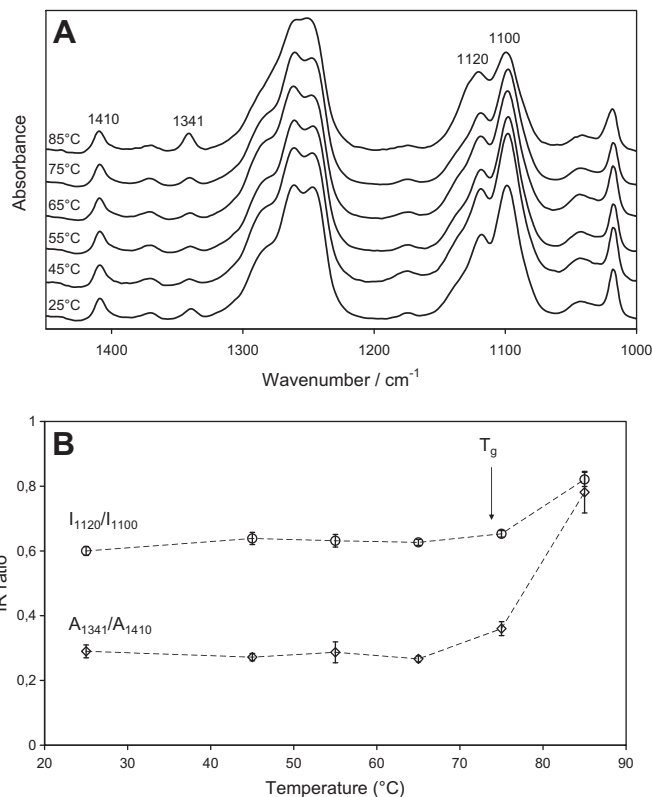 A
1100
1120
1410
1341
85°C
75°C
65°C
55°C
45°C
25°C
Absorbance
1400 1300 1200 1100 1000
Wavenumber / cm⁻¹
B
1
0,8
0,6
0,4
0,2
0
Tg
I1120/I1100
A1341/A1410
ratio
20 30 40 50 60 70 80 90
Temperature (°C)